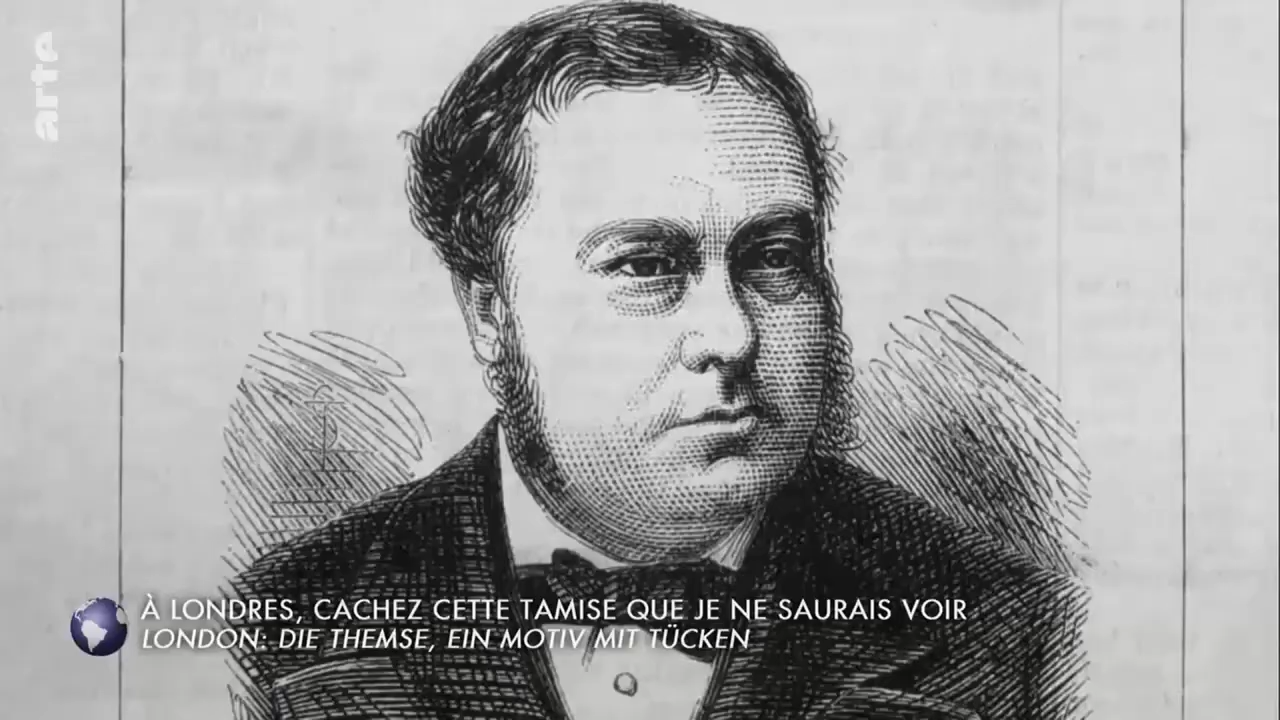 arte
À LONDRES, CACHEZ CETTE TAMISE QUE JE NE SAURAIS VOIR
LONDON: DIE THEMSE, EIN MOTIV MIT TÜCKEN